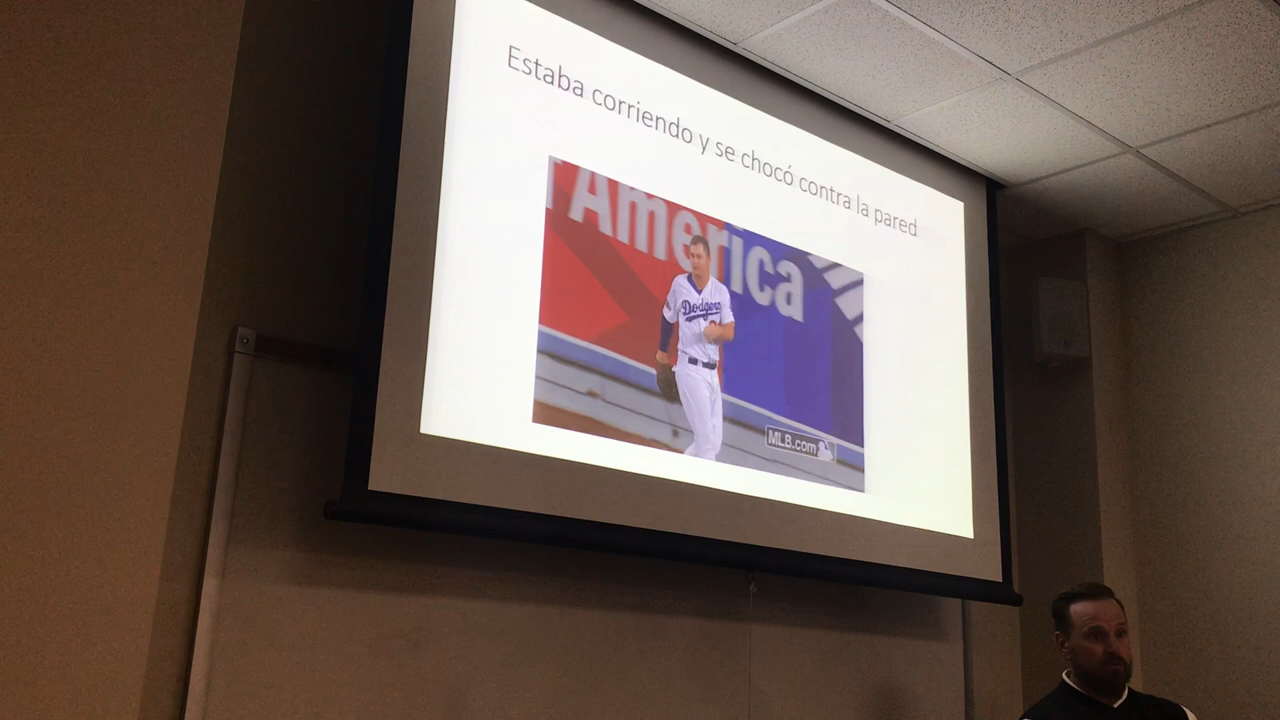 Estaba corriendo y se chocó contra la pared
America
Dodgers
MLB.com